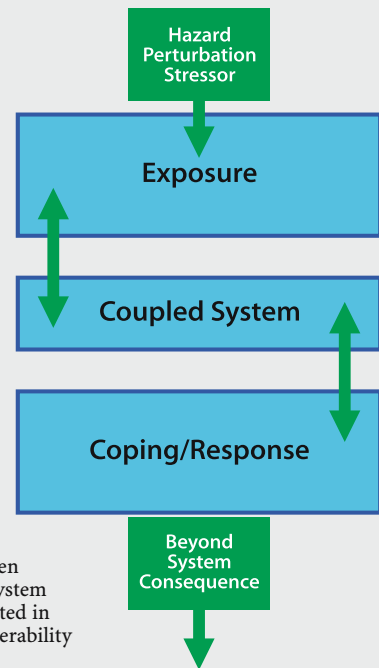 Hazard
Perturbation
Stressor
Exposure
Coupled System
Coping/Response
Beyond
System
Consequence